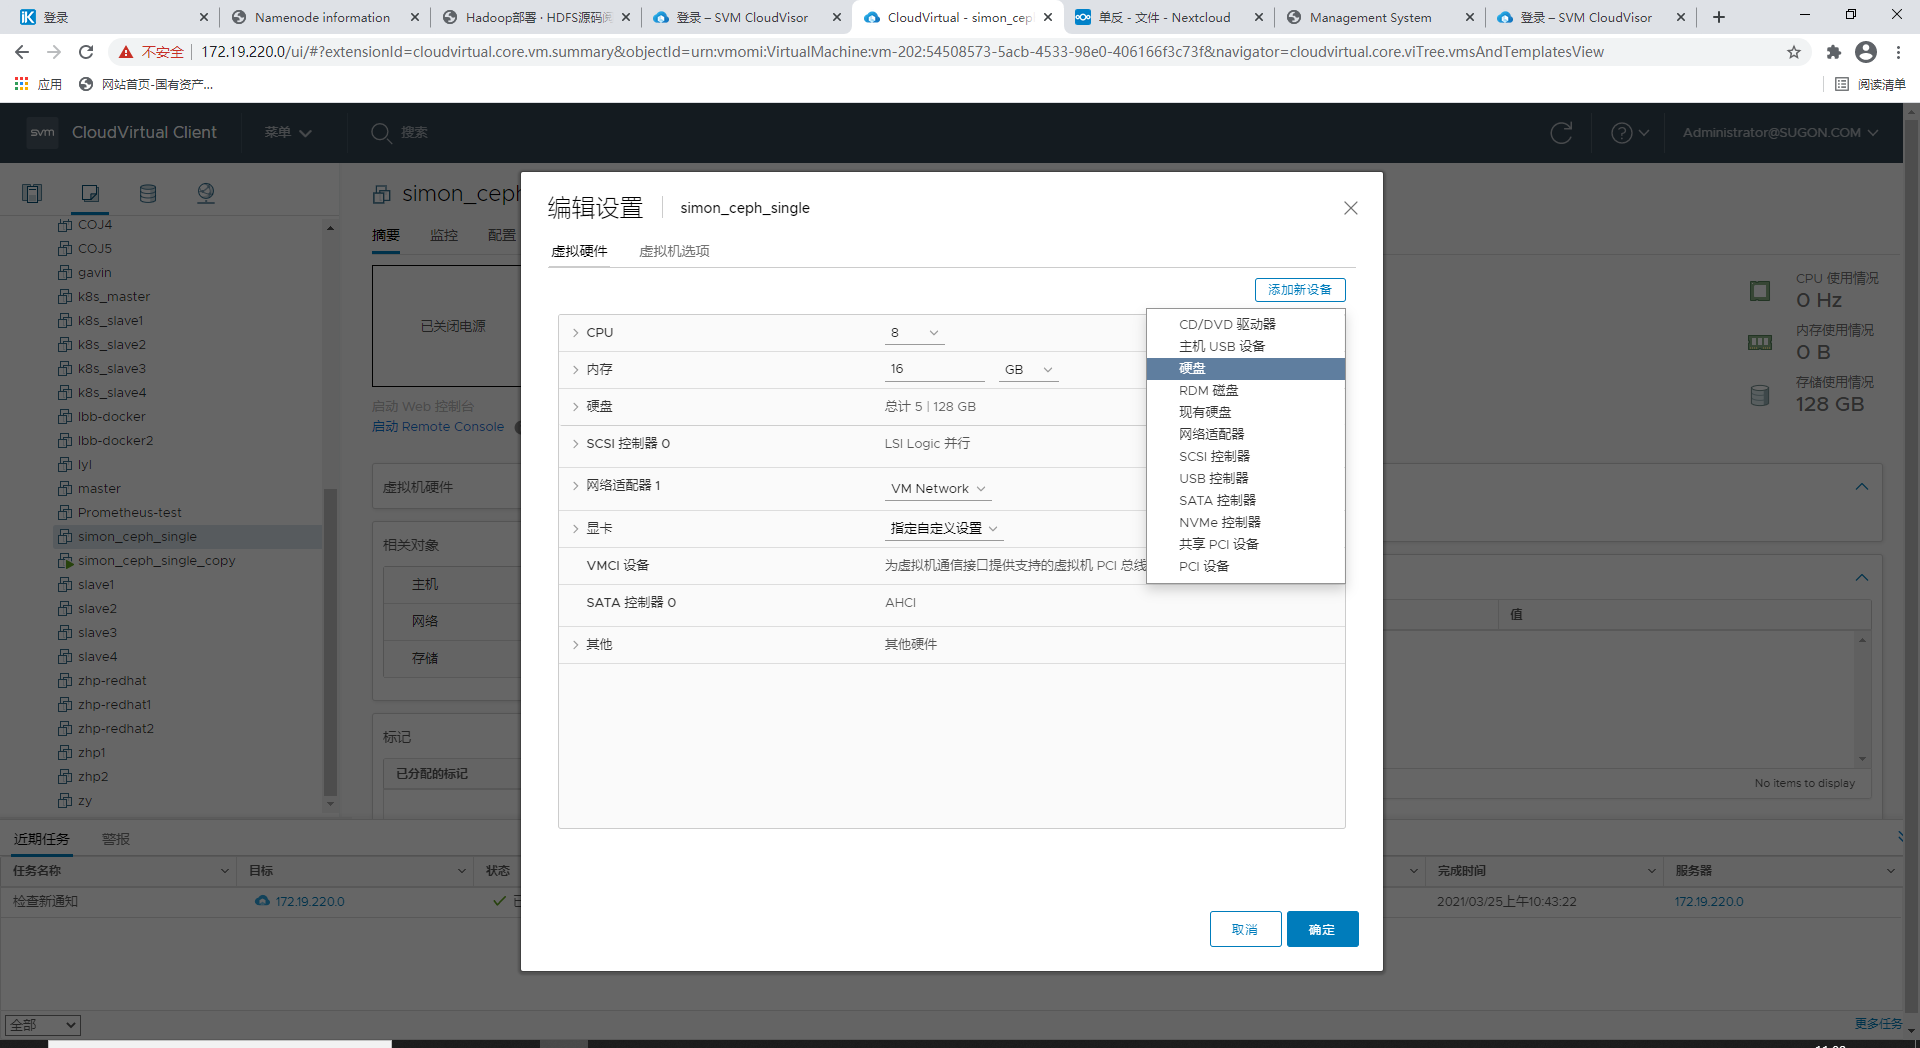 登录
Namenode information
Hadoop部署 · HDFS源码阅
登录 – SVM CloudVisor
CloudVirtual - simon_cep
单反 - 文件 - Nextcloud
Management System
登录 – SVM CloudVisor
不安全
172.19.220.0/ui/#?extensionId=cloudvirtual.core.vm.summary&objectId=urn:vmomi:VirtualMachine:vm-202:54508573-5acb-4533-98e0-406166f3c73f&navigator=cloudvirtual.core.viTree.vmsAndTemplatesView
应用
网站首页-国有资产...
阅读清单
svm
CloudVirtual Client
菜单
搜索
Administrator@SUGON.COM
COJ4
COJ5
gavin
k8s_master
k8s_slave1
k8s_slave2
k8s_slave3
k8s_slave4
lbb-docker
lbb-docker2
lyl
master
Prometheus-test
simon_ceph_single
simon_ceph_single_copy
slave1
slave2
slave3
slave4
zhp-redhat
zhp-redhat1
zhp-redhat2
zhp1
zhp2
zy
simon_ceph
摘要
监控
配置
已关闭电源
启动 Web 控制台
启动 Remote Console
虚拟机硬件
相关对象
主机
网络
存储
标记
已分配的标记
CPU 使用情况
0 Hz
内存使用情况
0 B
存储使用情况
128 GB
值
No items to display
编辑设置
simon_ceph_single
虚拟硬件
虚拟机选项
添加新设备
CPU
8
内存
16
GB
硬盘
总计 5 | 128 GB
SCSI 控制器 0
LSI Logic 并行
网络适配器 1
VM Network
显卡
指定自定义设置
VMCI 设备
为虚拟机通信接口提供支持的虚拟机 PCI 总线
SATA 控制器 0
AHCI
其他
其他硬件
CD/DVD 驱动器
主机 USB 设备
硬盘
RDM 磁盘
现有硬盘
网络适配器
SCSI 控制器
USB 控制器
SATA 控制器
NVMe 控制器
共享 PCI 设备
PCI 设备
取消
确定
近期任务
警报
任务名称
目标
状态
完成时间
服务器
检查新通知
172.19.220.0
2021/03/25上午10:43:22
172.19.220.0
全部
更多任务